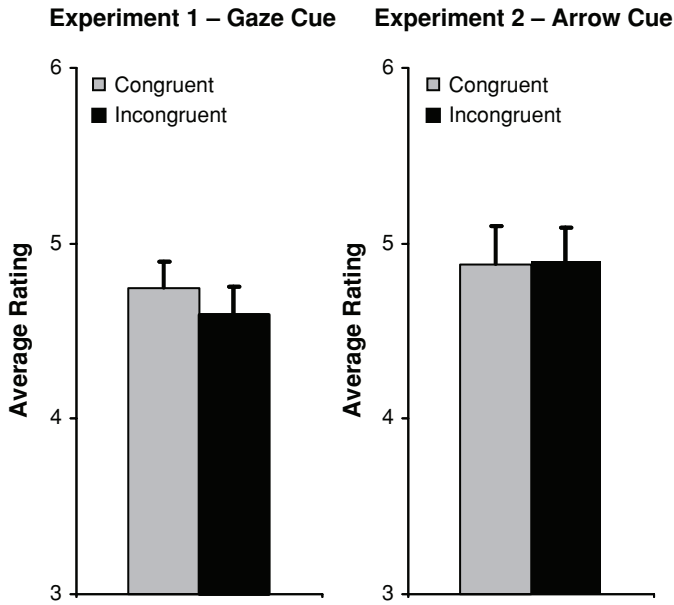 Experiment 1 – Gaze Cue
6
Congruent
Incongruent
5
4
3
Average Rating
Experiment 2 – Arrow Cue
6
Congruent
Incongruent
5
4
3
Average Rating